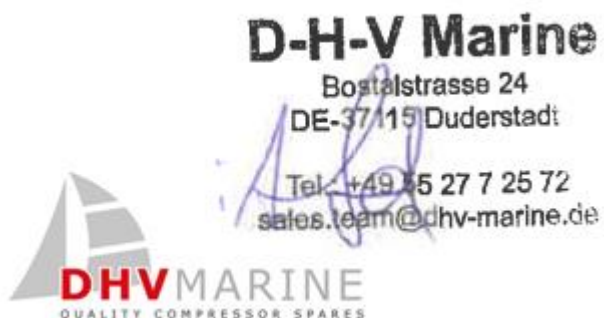 D-H-V Marine
Bostalstrasse 24
DE-37115 Duderstadt
Tel.: +49 55 27 7 25 72
sales.team@dhv-marine.de
DHVMARINE
QUALITY COMPRESSOR SPARES